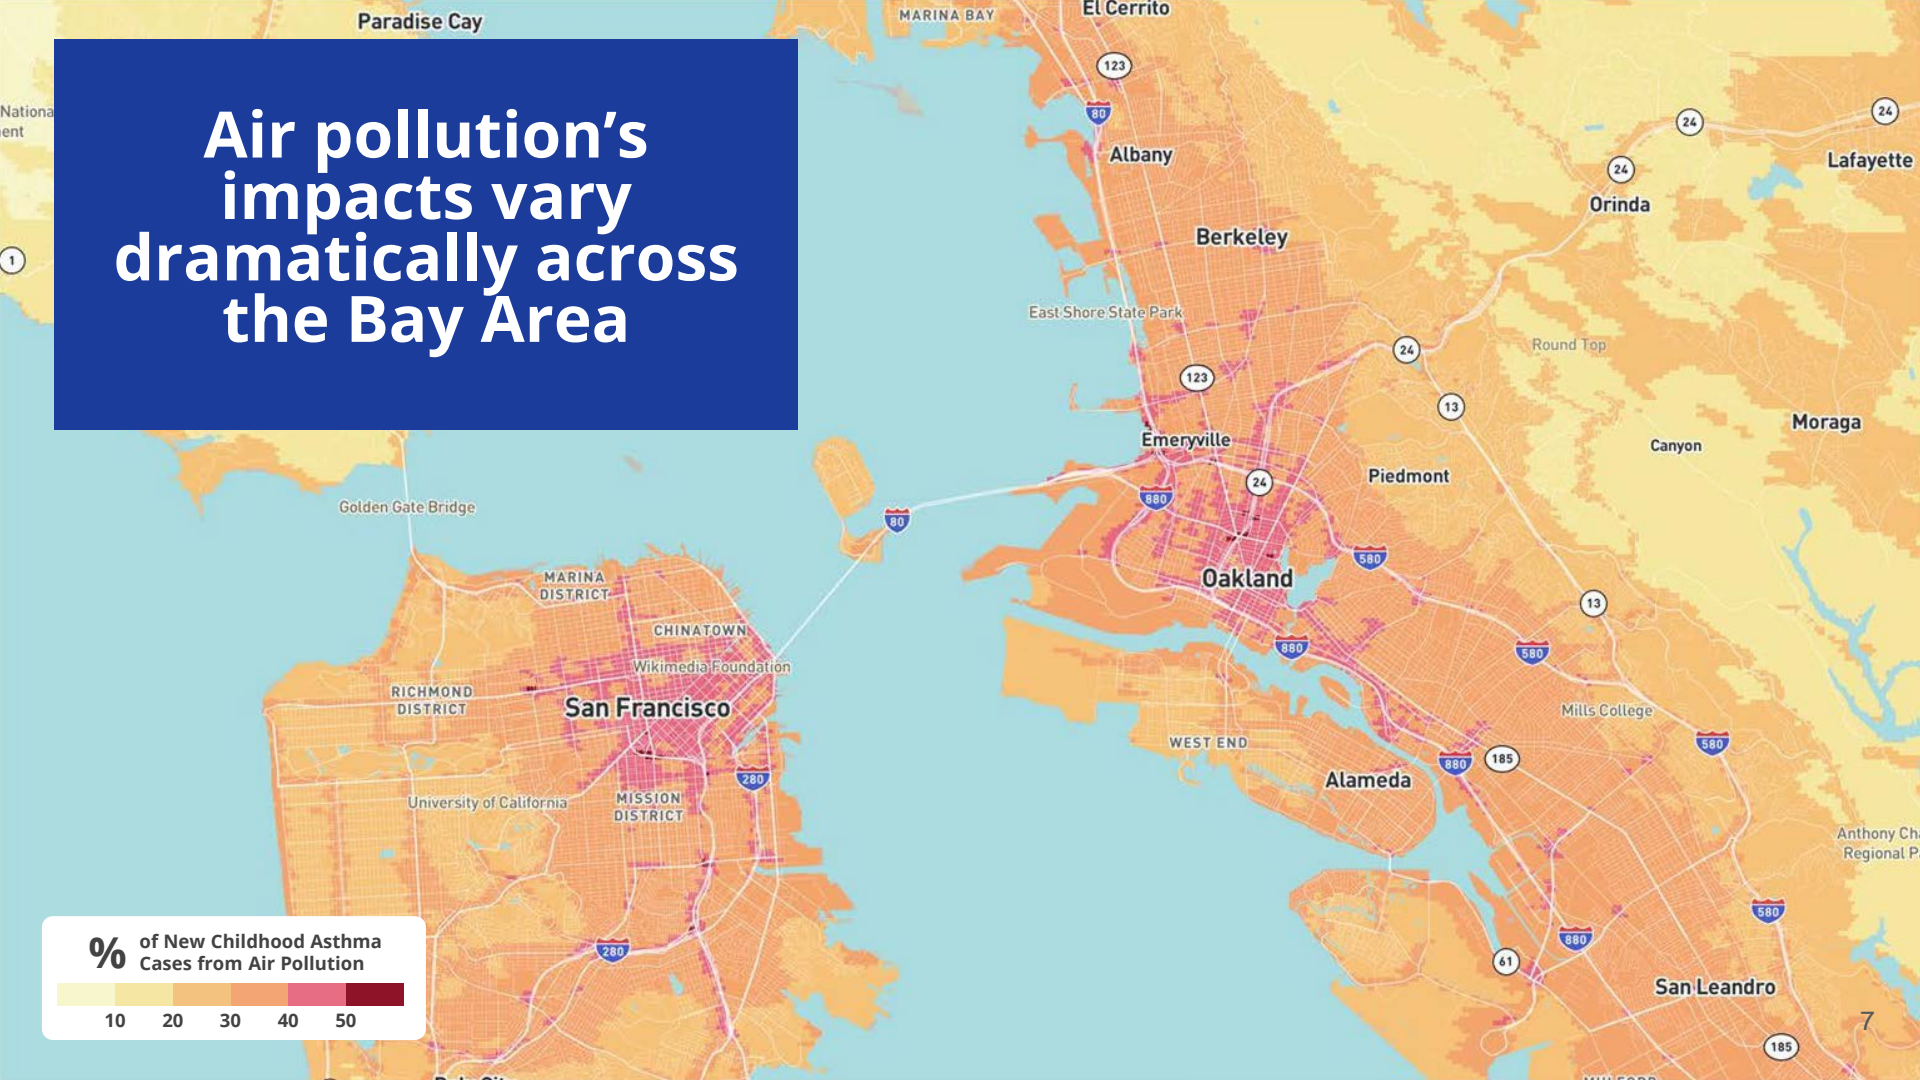 Paradise Cay
MARINA BAY
El Cerrito
Air pollution’s
impacts vary
dramatically across
the Bay Area
123
80
24
24
Albany
Lafayette
24
Orinda
Berkeley
1
East Shore State Park
Round Top
24
123
13
Moraga
Emeryville
Canyon
Piedmont
24
880
Golden Gate Bridge
80
580
MARINA
DISTRICT
Oakland
13
CHINATOWN
880
580
Wikimedia Foundation
RICHMOND
DISTRICT
San Francisco
Mills College
WEST END
580
185
880
280
Alameda
University of California
MISSION
DISTRICT
Anthony Ch
Regional P
580
880
280
61
San Leandro
% of New Childhood Asthma
Cases from Air Pollution
10 20 30 40 50
7
185